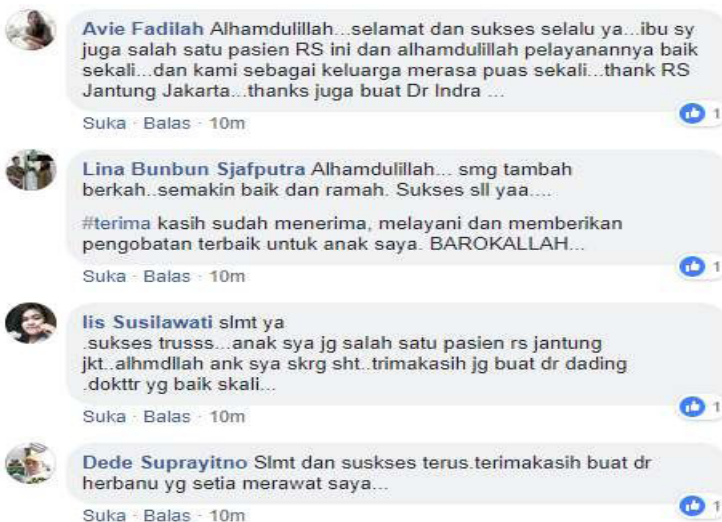 Avie Fadilah Alhamdulillah...selamat dan sukses selalu ya...ibu sy
juga salah satu pasien RS ini dan alhamdulillah pelayanannya baik
sekali...dan kami sebagai keluarga merasa puas sekali...thank RS
Jantung Jakarta...thanks juga buat Dr Indra ...
1
Suka · Balas · 10m
Lina Bunbun Sjafputra Alhamdulillah... smg tambah
berkah..semakin baik dan ramah. Sukses sll yaa....
#terima kasih sudah menerima, melayani dan memberikan
pengobatan terbaik untuk anak saya. BAROKALLAH...
1
Suka · Balas · 10m
Iis Susilawati slmt ya
.sukses trusss...anak sya jg salah satu pasien rs jantung
jkt..alhmdllah ank sya skrg sht..trimakasih jg buat dr dading
.dokttr yg baik skali...
1
Suka · Balas · 10m
Dede Suprayitno Slmt dan suskses terus.terimakasih buat dr
herbanu yg setia merawat saya...
1
Suka · Balas · 10m